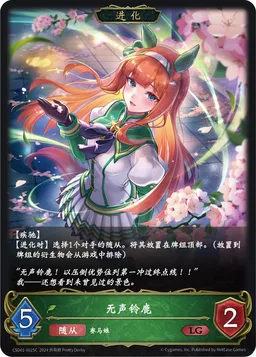 进化
【疾驰】
【进化时】选择1个对手的随从。将其放置在牌组顶部。（放置到
牌组的衍生物会从游戏中排除）
“无声铃鹿！以压倒优势位列第一冲过终点线！！”
我——还想看到未曾见过的景色。
无声铃鹿
5
随从
赛马娘
LG
2